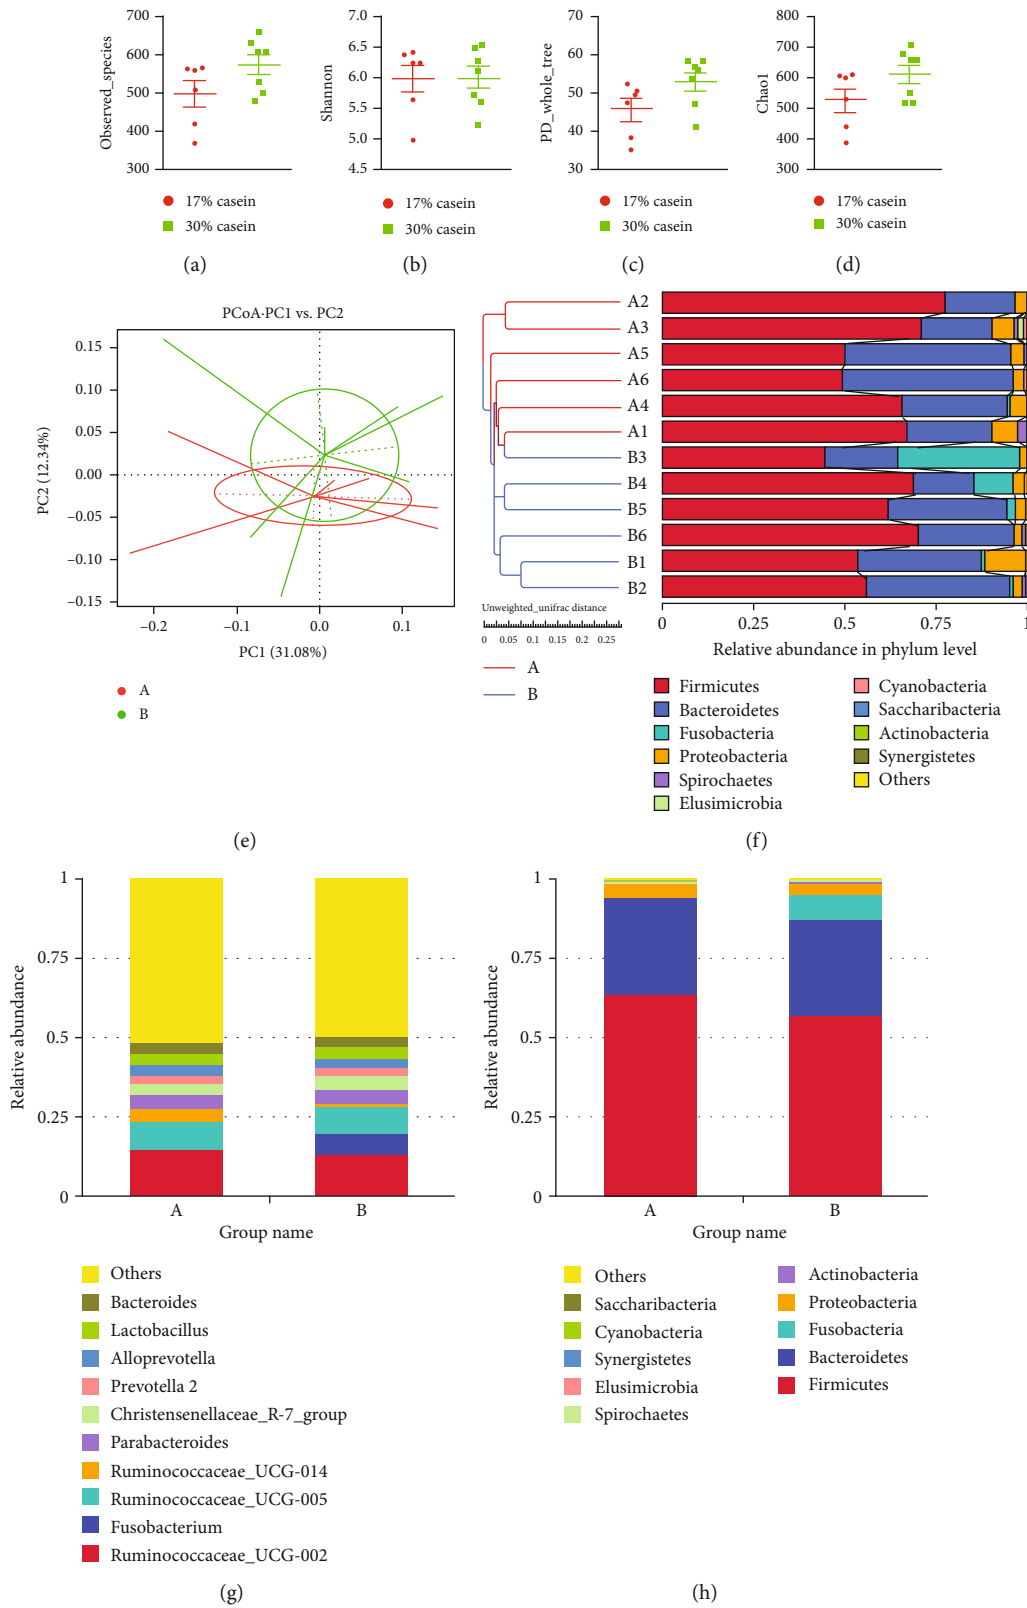 700
600
500
400
300
Observed_species
17% casein
30% casein
(a)
7.0
6.5
6.0
5.5
5.0
4.5
Shannon
17% casein
30% casein
(b)
70
60
50
40
30
PD_whole_tree
17% casein
30% casein
(c)
800
700
600
500
400
300
Chao1
17% casein
30% casein
(d)
PCoA-PC1 vs. PC2
0.15
0.10
0.05
0.00
−0.05
−0.10
−0.15
PC2 (12.34%)
−0.2
−0.1
0.0
0.1
PC1 (31.08%)
A
B
(e)
A2
A3
A5
A6
A4
A1
B3
B4
B5
B6
B1
B2
Unweighted_unifrac distance
0 0.05 0.1 0.15 0.2 0.25
A
B
0 0.25 0.5 0.75 1
Relative abundance in phylum level
Firmicutes
Bacteroidetes
Fusobacteria
Proteobacteria
Spirochaetes
Elusimicrobia
Cyanobacteria
Saccharibacteria
Actinobacteria
Synergistetes
Others
(f)
1
0.75
0.5
0.25
0
Relative abundance
A B
Group name
Others
Bacteroides
Lactobacillus
Alloprevotella
Prevotella 2
Christensenellaceae_R-7_group
Parabacteroides
Ruminococcaceae_UCG-014
Ruminococcaceae_UCG-005
Fusobacterium
Ruminococcaceae_UCG-002
(g)
1
0.75
0.5
0.25
0
Relative abundance
A B
Group name
Others
Saccharibacteria
Cyanobacteria
Synergistetes
Elusimicrobia
Spirochaetes
Actinobacteria
Proteobacteria
Fusobacteria
Bacteroidetes
Firmicutes
(h)